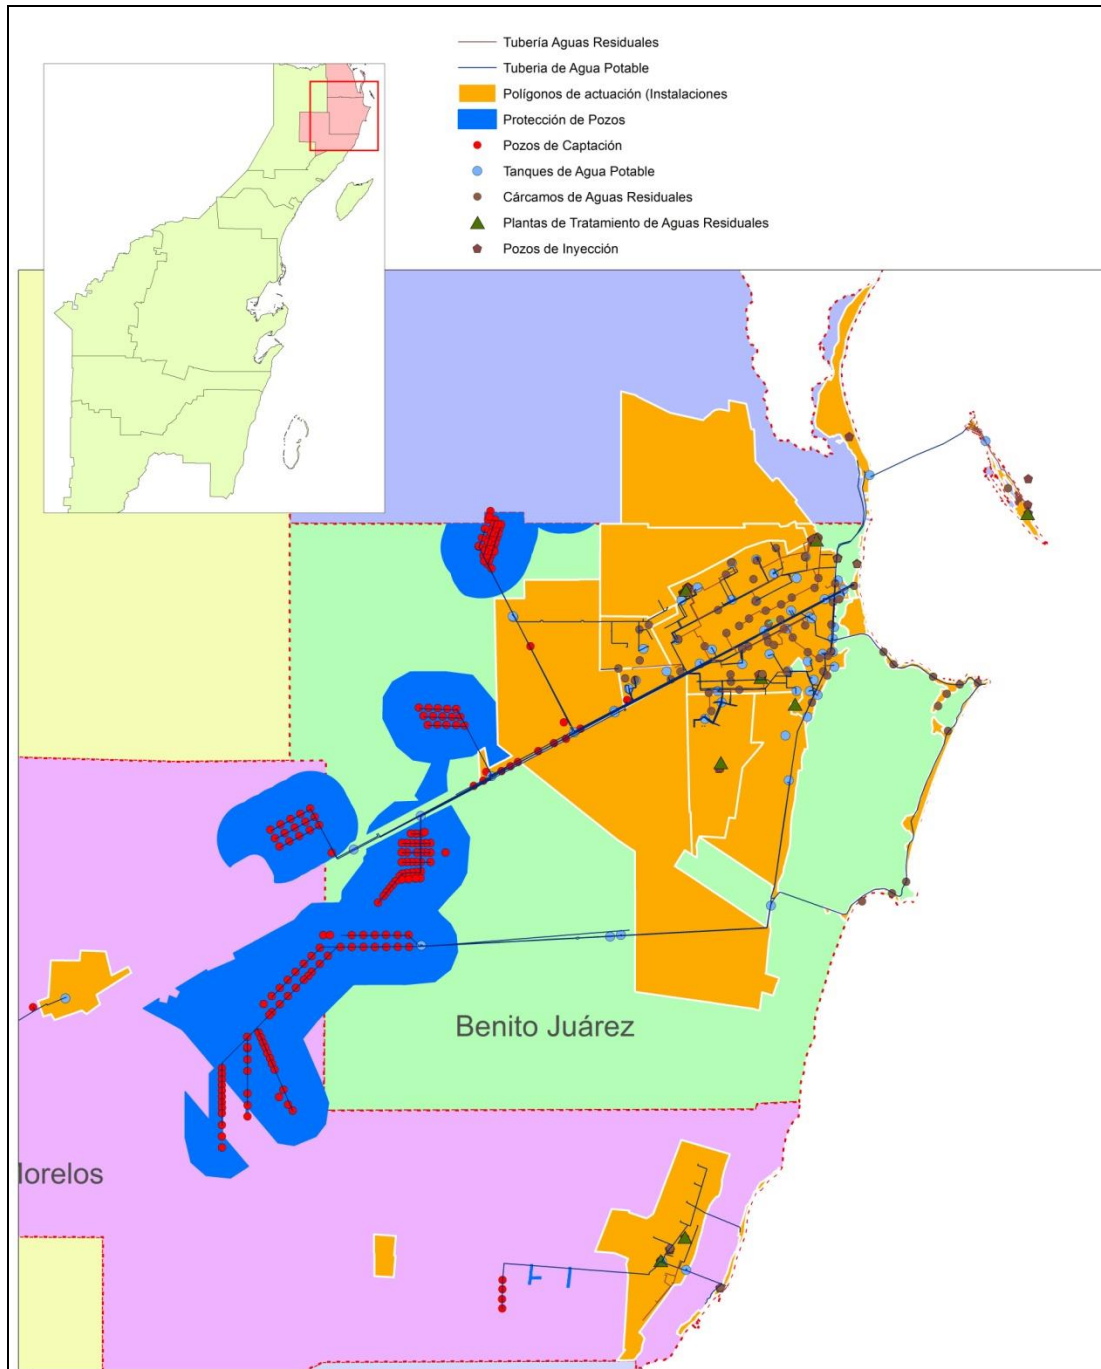 Tubería Aguas Residuales
Tuberia de Agua Potable
Polígonos de actuación (Instalaciones
Protección de Pozos
Pozos de Captación
Tanques de Agua Potable
Cárcamos de Aguas Residuales
Plantas de Tratamiento de Aguas Residuales
Pozos de Inyección
Benito Juárez
lorelos